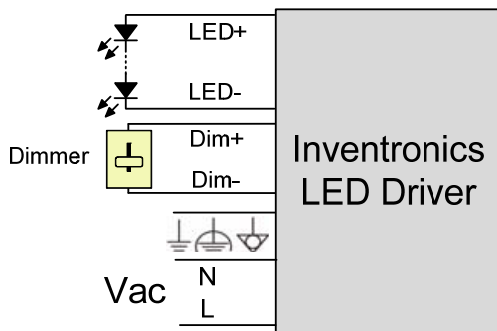 LED+
LED-
Dimmer
Dim+
Dim-
Inventronics
LED Driver
Vac
N
L